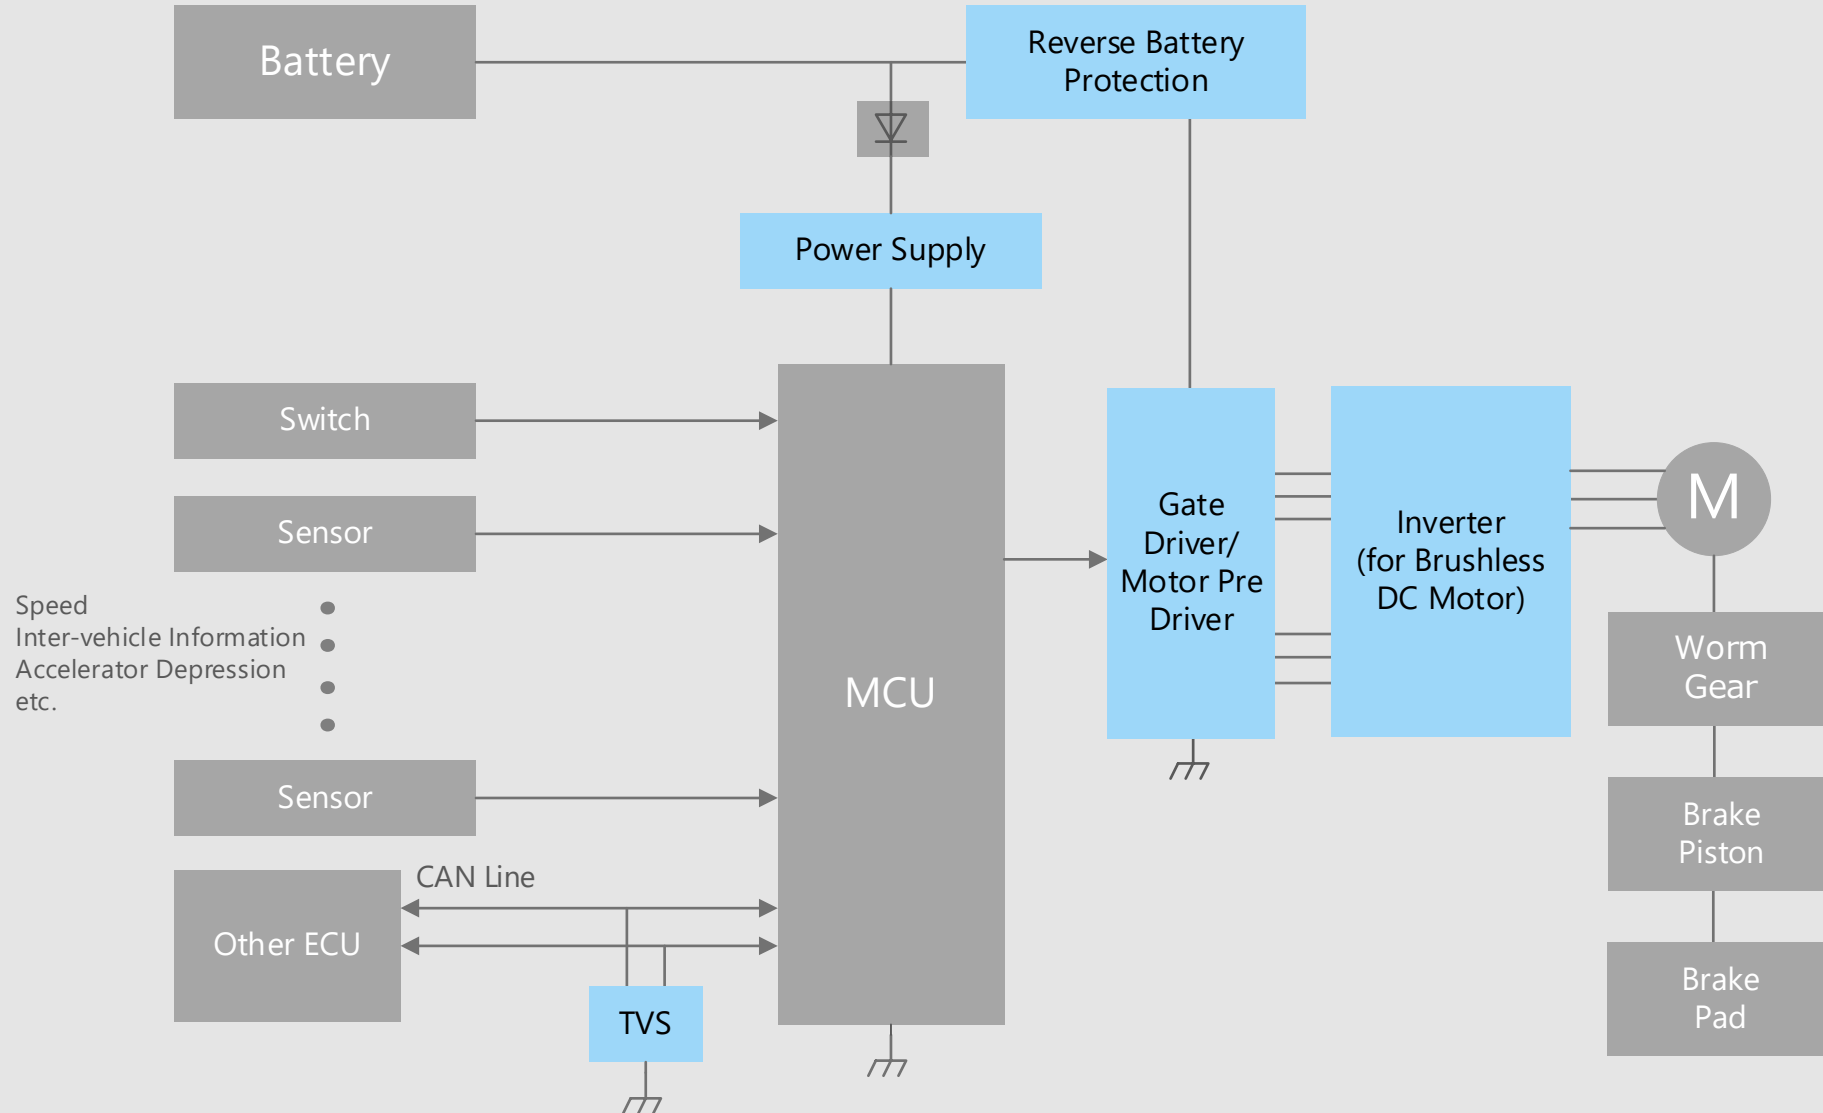 Battery
Reverse Battery
Protection
Power Supply
Switch
Sensor
Speed
Inter-vehicle Information
Accelerator Depression
etc.
Sensor
CAN Line
Other ECU
TVS
MCU
Gate
Driver/
Motor Pre
Driver
Inverter
(for Brushless
DC Motor)
M
Worm
Gear
Brake
Piston
Brake
Pad